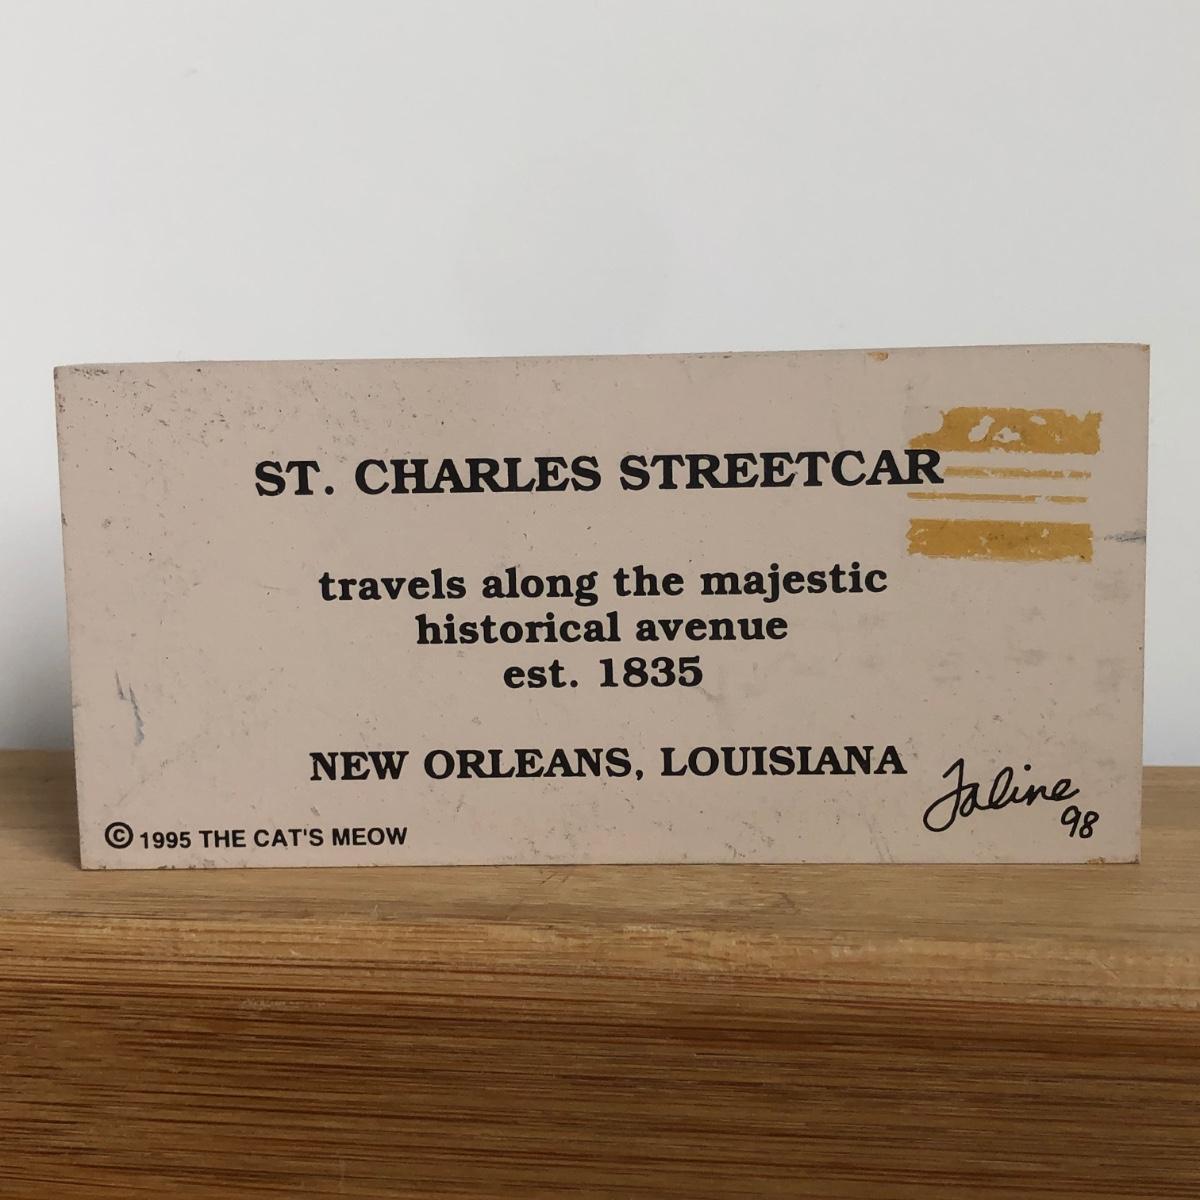 ST. CHARLES STREETCAR
travels along the majestic
historical avenue
est. 1835
NEW ORLEANS, LOUISIANA
Faline
98
© 1995 THE CAT'S MEOW